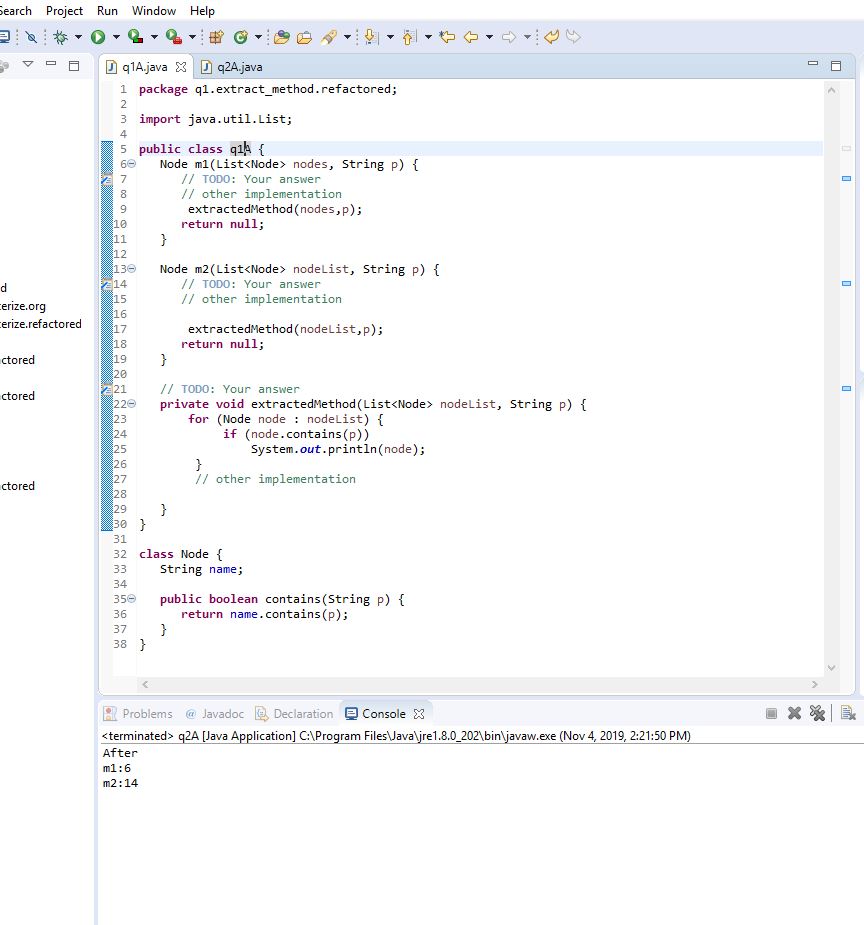 Search Project Run Window Help
q1A.java q2A.java
1 package q1.extract_method.refactored;
2
3 import java.util.List;
4
5 public class q1A {
6 Node m1(List<Node> nodes, String p) {
7 // TODO: Your answer
8 // other implementation
9 extractedMethod(nodes,p);
10 return null;
11 }
12
13 Node m2(List<Node> nodeList, String p) {
14 // TODO: Your answer
15 // other implementation
16
17 extractedMethod(nodeList,p);
18 return null;
19 }
20
21 // TODO: Your answer
22 private void extractedMethod(List<Node> nodeList, String p) {
23 for (Node node : nodeList) {
24 if (node.contains(p))
25 System.out.println(node);
26 }
27 // other implementation
28
29 }
30 }
31
32 class Node {
33 String name;
34
35 public boolean contains(String p) {
36 return name.contains(p);
37 }
38 }
d
terize.org
terize.refactored
actored
actored
actored
Problems @ Javadoc Declaration Console
<terminated> q2A [Java Application] C:\Program Files\Java\jre1.8.0_202\bin\javaw.exe (Nov 4, 2019, 2:21:50 PM)
After
m1:6
m2:14